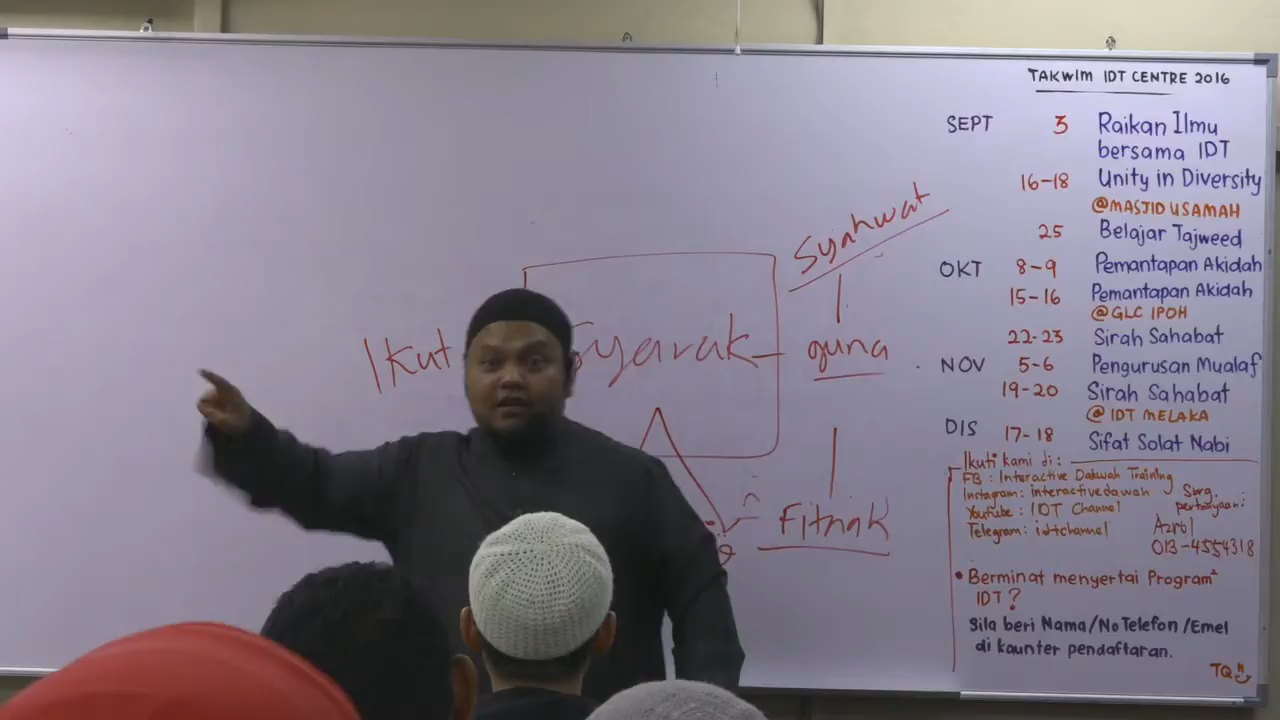 Syahwat
Ikut Syarak guna
Fitnah
TAKWIM IDT CENTRE 2016
SEPT 3 Raikan Ilmu
bersama IDT
16-18 Unity in Diversity
@MASJID USAMAH
25 Belajar Tajweed
OKT 8-9 Pemantapan Akidah
15-16 Pemantapan Akidah
@GLC IPOH
22-23 Sirah Sahabat
NOV 5-6 Pengurusan Mualaf
19-20 Sirah Sahabat
@ IDT MELAKA
DIS 17-18 Sifat Solat Nabi
Ikuti kami di:
FB: Interactive Dakwah Training
Instagram: interactivedawah
Youtube: IDT Channel
Telegram: idtchannel
Sbrg.
pertanyaan:
Azrol
013-4554318
• Berminat menyertai Program²
IDT?
Sila beri Nama/No Telefon/Emel
di kaunter pendaftaran.
TQ